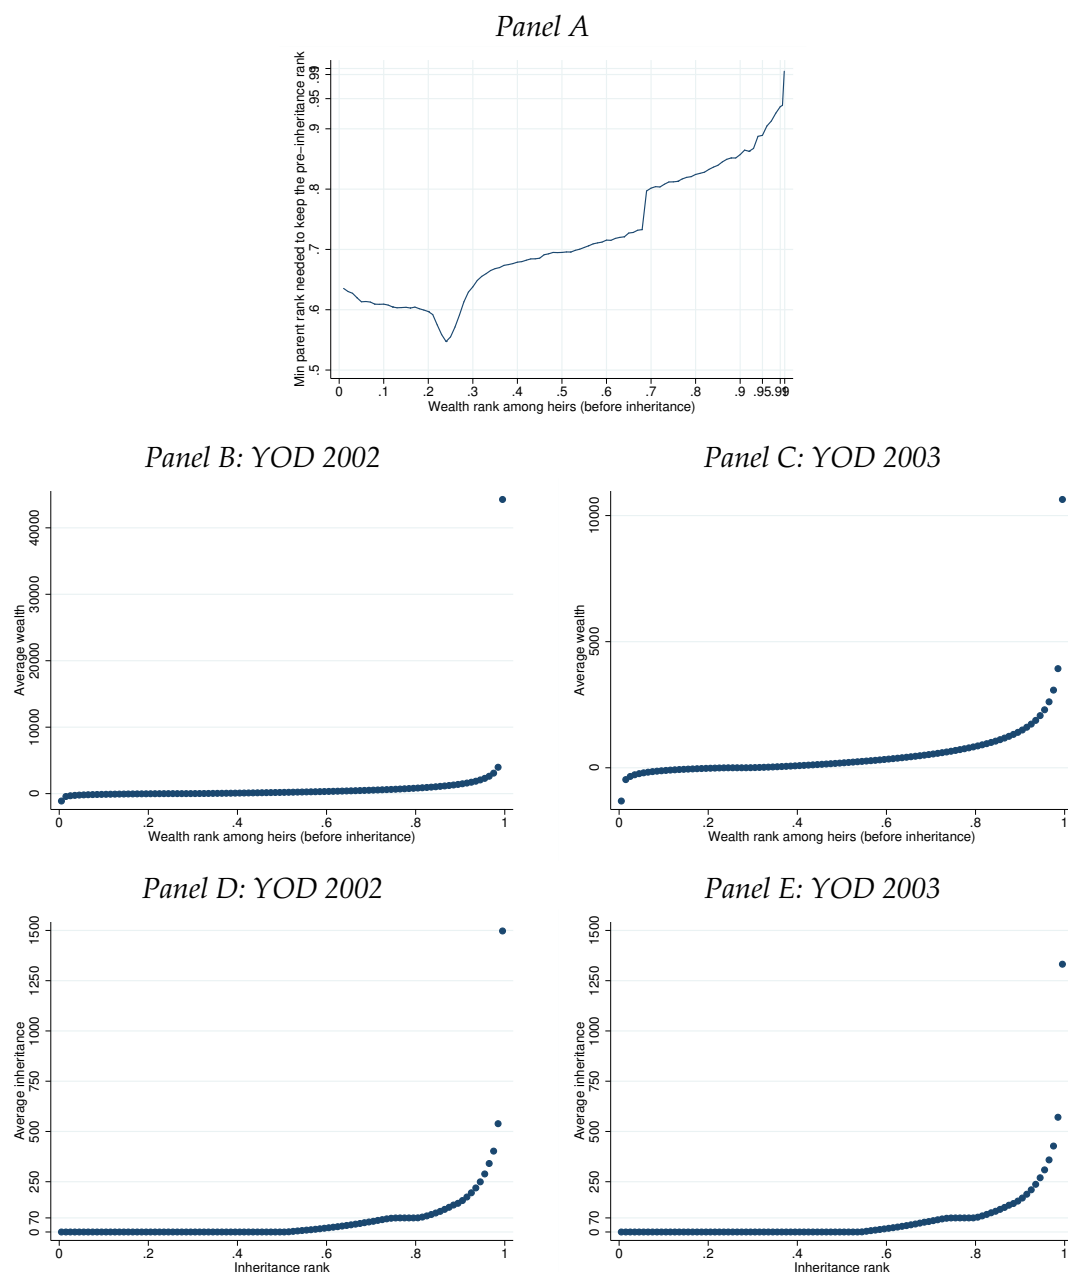 Panel A
Min parent rank needed to keep the pre−inheritance rank
.99
.95
.9
.8
.7
.6
.5
0 .1 .2 .3 .4 .5 .6 .7 .8 .9 .95 .99
Wealth rank among heirs (before inheritance)
Panel B: YOD 2002
Average wealth
40000
30000
20000
10000
0
0 .2 .4 .6 .8 1
Wealth rank among heirs (before inheritance)
Panel C: YOD 2003
Average wealth
10000
5000
0
0 .2 .4 .6 .8 1
Wealth rank among heirs (before inheritance)
Panel D: YOD 2002
Average inheritance
1500
1250
1000
750
500
250
70
0
0 .2 .4 .6 .8 1
Inheritance rank
Panel E: YOD 2003
Average inheritance
1500
1250
1000
750
500
250
70
0
0 .2 .4 .6 .8 1
Inheritance rank